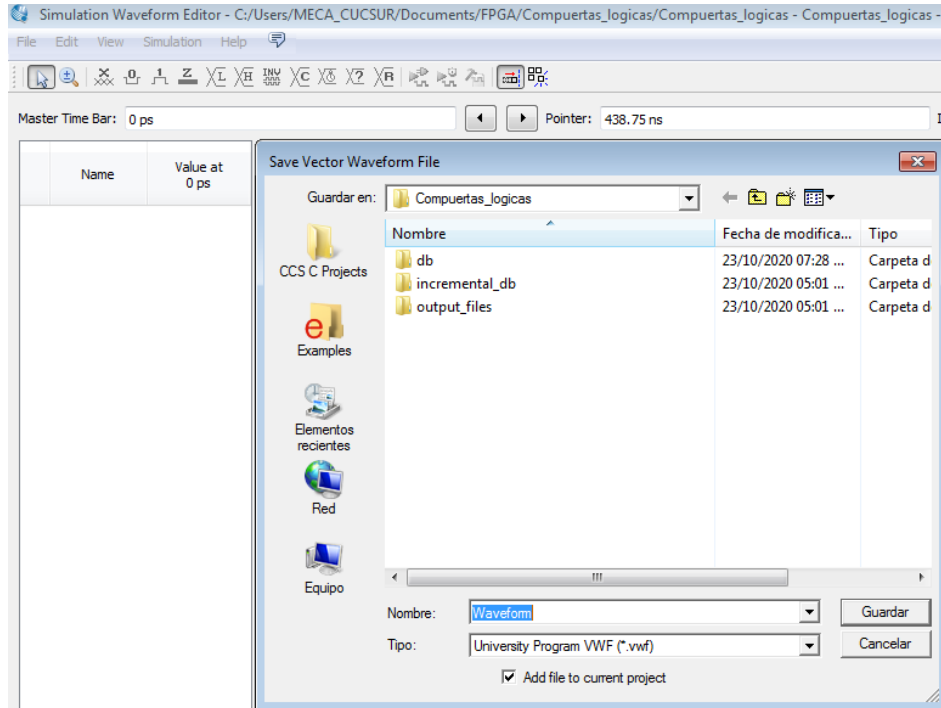 Simulation Waveform Editor - C:/Users/MECA_CUCSUR/Documents/FPGA/Compuertas_logicas/Compuertas_logicas - Compuertas_logicas -
File Edit View Simulation Help
Master Time Bar: 0 ps Pointer: 438.75 ns
Name Value at 0 ps
Save Vector Waveform File
Guardar en: Compuertas_logicas
Nombre Fecha de modifica... Tipo
db 23/10/2020 07:28 ... Carpeta d
incremental_db 23/10/2020 05:01 ... Carpeta d
output_files 23/10/2020 05:01 ... Carpeta d
CCS C Projects
Examples
Elementos
recientes
Red
Equipo
Nombre: Waveform Guardar
Tipo: University Program VWF (*.vwf) Cancelar
Add file to current project